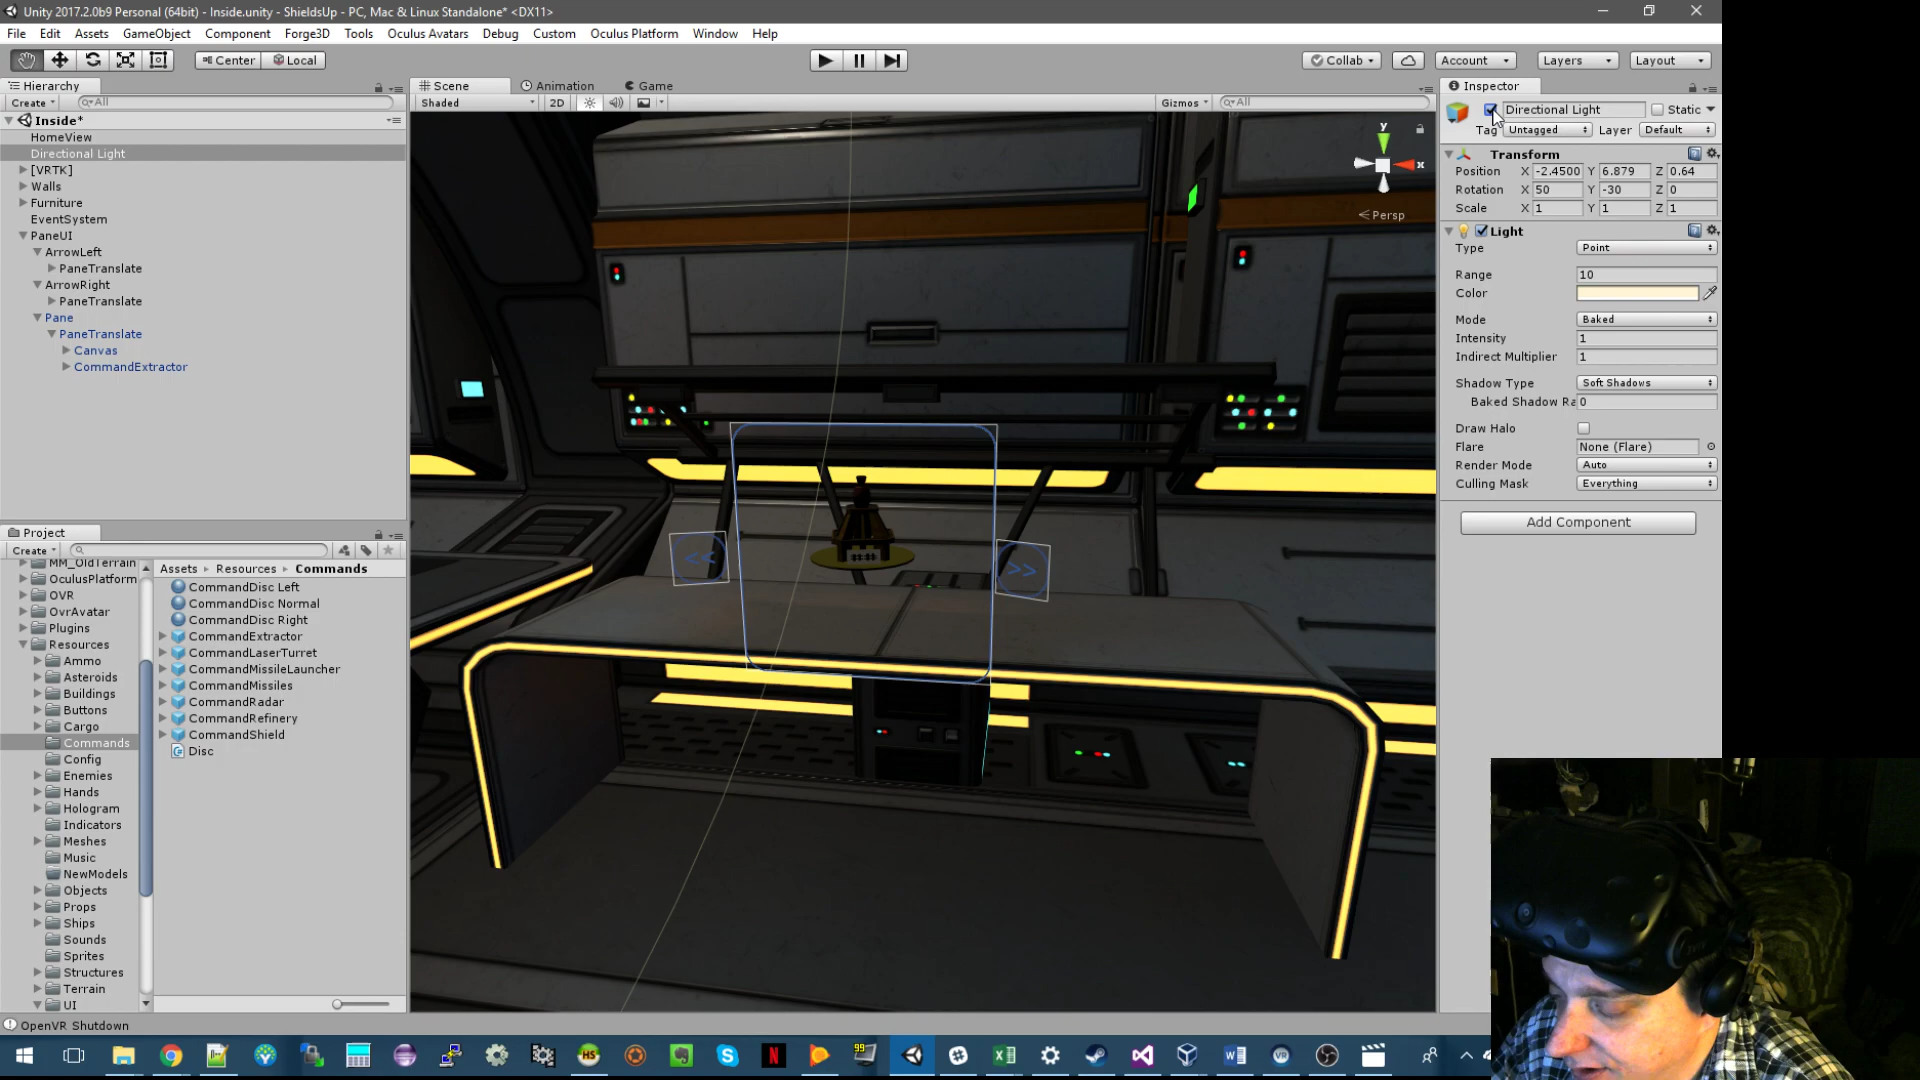 Unity 2017.2.0b9 Personal (64bit) - Inside.unity - ShieldsUp - PC, Mac & Linux Standalone* <DX11>
File Edit Assets GameObject Component Forge3D Tools Oculus Avatars Debug Custom Oculus Platform Window Help
Center Local Collab Account Layers Layout
Hierarchy
Create All
Inside*
HomeView
Directional Light
[VRTK]
Walls
Furniture
EventSystem
PaneUI
ArrowLeft
PaneTranslate
ArrowRight
PaneTranslate
Pane
PaneTranslate
Canvas
CommandExtractor
Project
Create
MM_OldTerrain
OculusPlatform
OVR
OvrAvatar
Plugins
Resources
Ammo
Asteroids
Buildings
Buttons
Cargo
Commands
Config
Enemies
Hands
Hologram
Indicators
Meshes
Music
NewModels
Objects
Props
Ships
Sounds
Sprites
Structures
Terrain
UI
Assets Resources Commands
CommandDisc Left
CommandDisc Normal
CommandDisc Right
CommandExtractor
CommandLaserTurret
CommandMissileLauncher
CommandMissiles
CommandRadar
CommandRefinery
CommandShield
Disc
Scene Animation Game
Shaded 2D Gizmos All
y
x
Persp
<<
>>
Inspector
Directional Light Static
Tag Untagged Layer Default
Transform
Position X -2.4500 Y 6.879 Z 0.64
Rotation X 50 Y -30 Z 0
Scale X 1 Y 1 Z 1
Light
Type Point
Range 10
Color
Mode Baked
Intensity 1
Indirect Multiplier 1
Shadow Type Soft Shadows
Baked Shadow Ra 0
Draw Halo
Flare None (Flare)
Render Mode Auto
Culling Mask Everything
Add Component
OpenVR Shutdown
HS N 99 VR